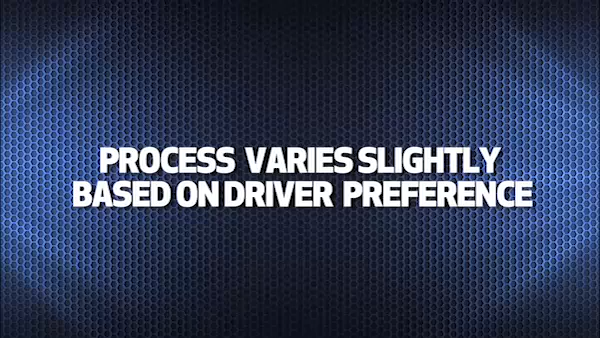 PROCESS VARIES SLIGHTLY
BASED ON DRIVER PREFERENCE